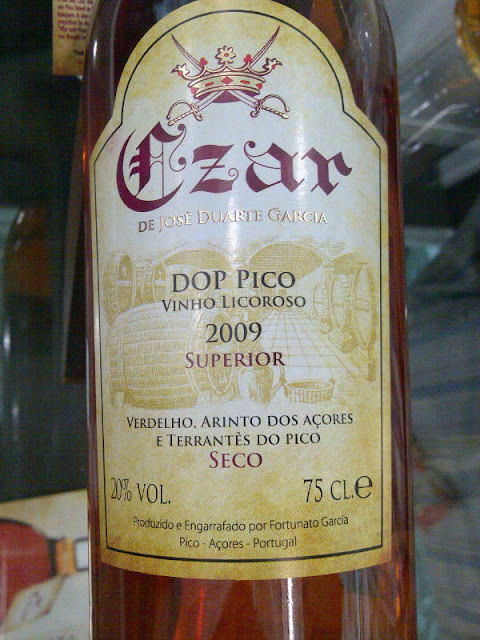 Czar
DE JOSÉ DUARTE GARCIA
DOP PICO
VINHO LICOROSO
2009
SUPERIOR
VERDELHO, ARINTO DOS AÇORES
E TERRANTÊS DO PICO
SECO
20% VOL. 75 CL.e
Produzido e Engarrafado por Fortunato Garcia
Pico - Açores - Portugal